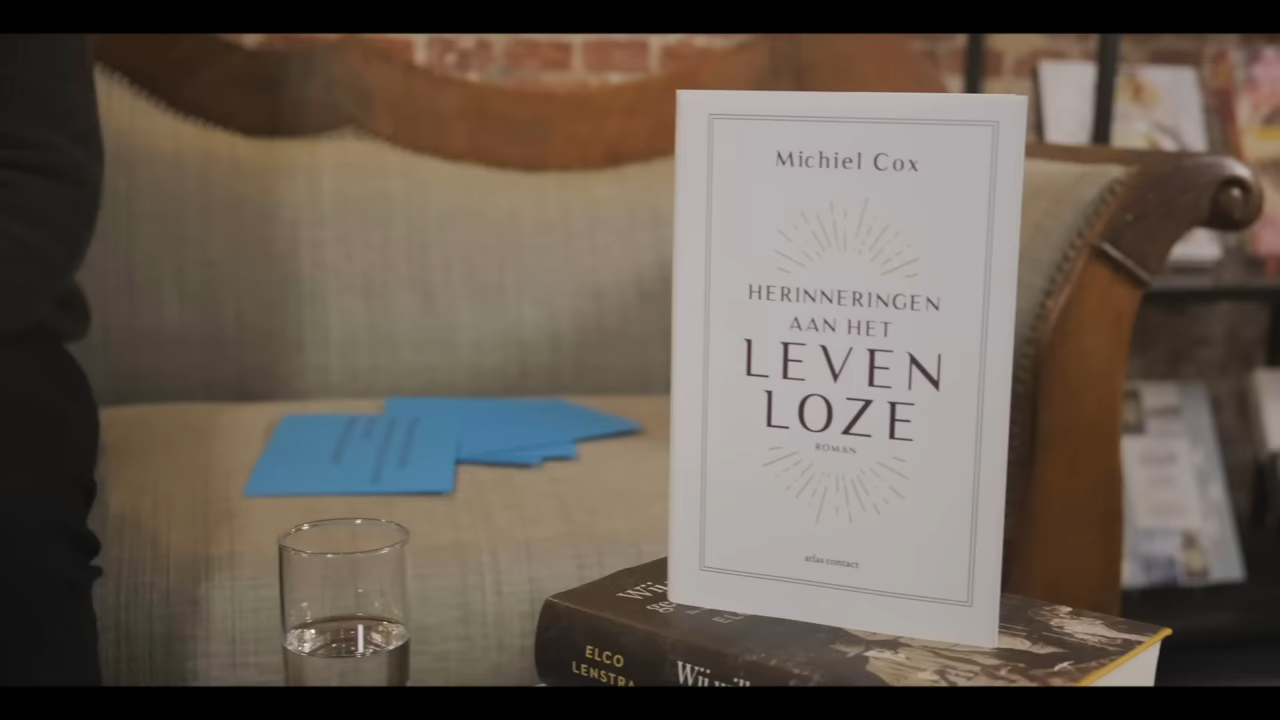 Michiel Cox
HERINNERINGEN
AAN HET
LEVEN
LOZE
ROMAN
atlas contact
ELCO
LENSTRA